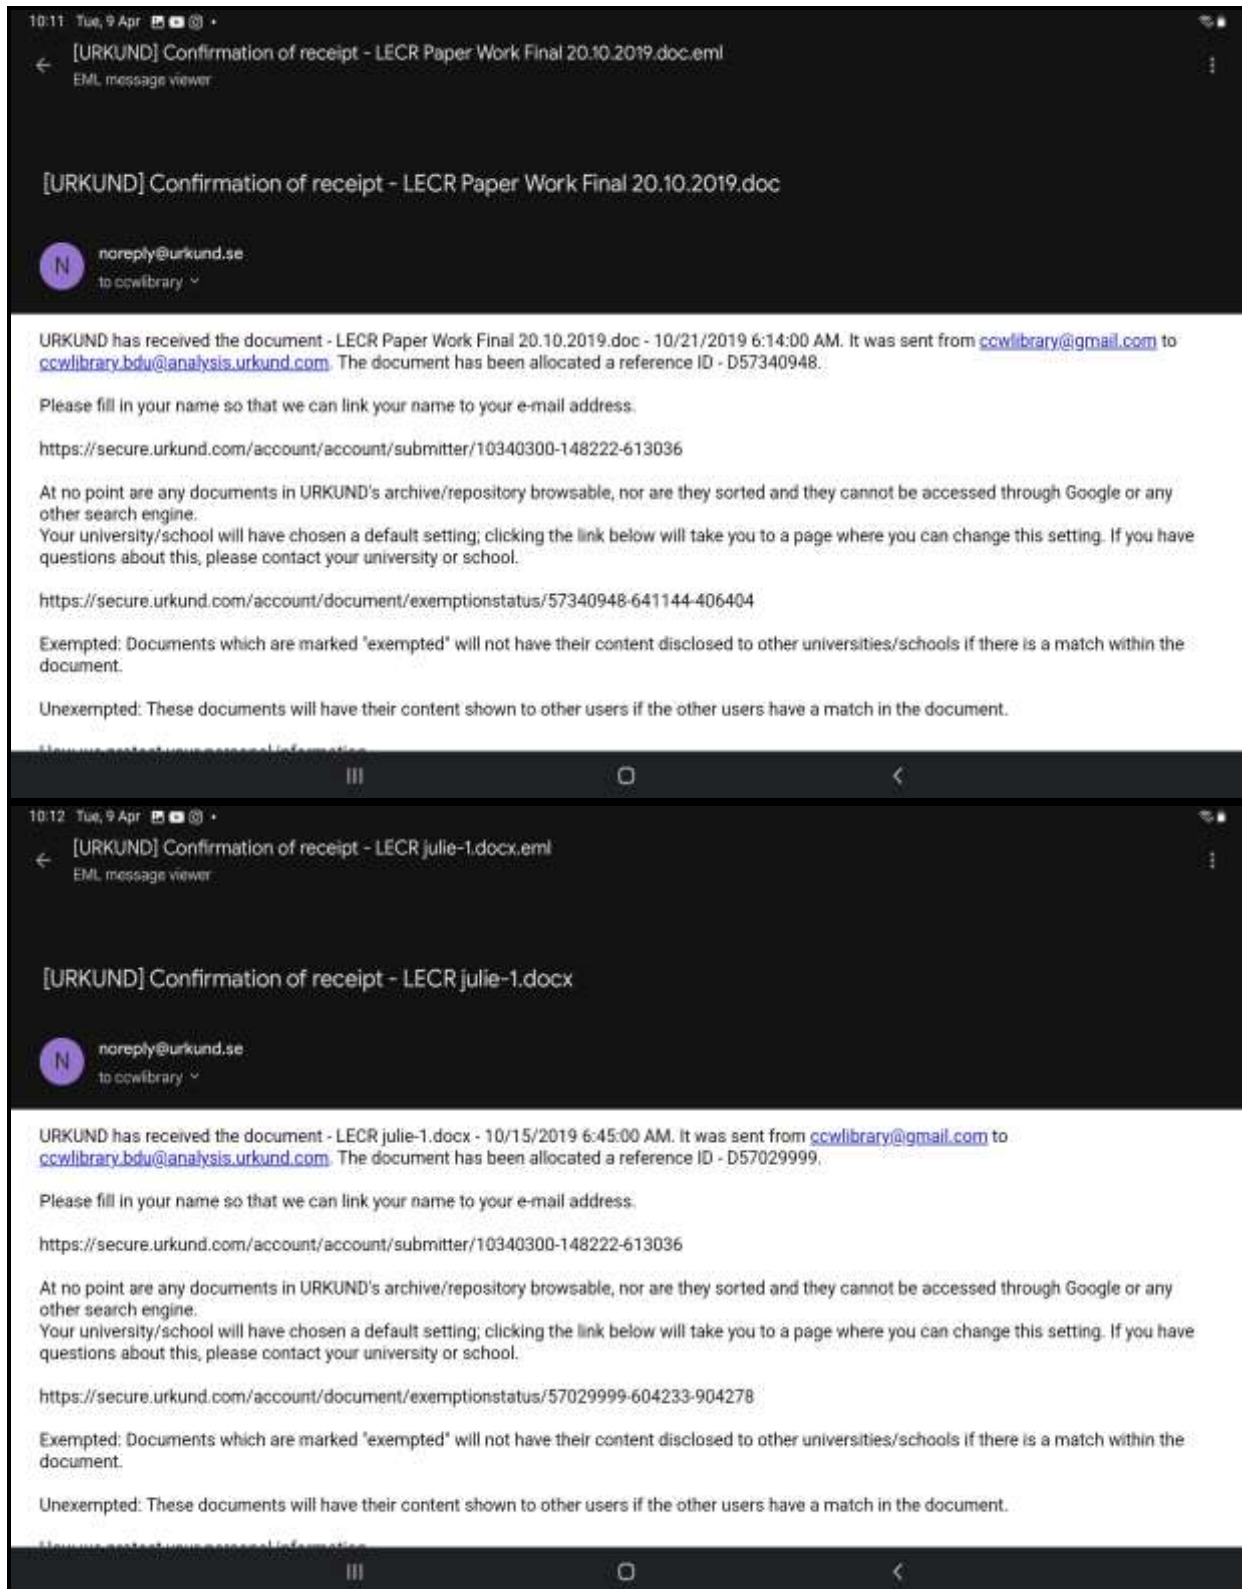 10:11 Tue, 9 Apr
[URKUND] Confirmation of receipt - LECR Paper Work Final 20.10.2019.doc.eml
EML message viewer
[URKUND] Confirmation of receipt - LECR Paper Work Final 20.10.2019.doc
N
noreply@urkund.se
to ccwlibrary
URKUND has received the document - LECR Paper Work Final 20.10.2019.doc - 10/21/2019 6:14:00 AM. It was sent from ccwlibrary@gmail.com to
ccwlibrary.bdu@analysis.urkund.com. The document has been allocated a reference ID - D57340948.
Please fill in your name so that we can link your name to your e-mail address.
https://secure.urkund.com/account/account/submitter/10340300-148222-613036
At no point are any documents in URKUND's archive/repository browsable, nor are they sorted and they cannot be accessed through Google or any
other search engine.
Your university/school will have chosen a default setting; clicking the link below will take you to a page where you can change this setting. If you have
questions about this, please contact your university or school.
https://secure.urkund.com/account/document/exemptionstatus/57340948-641144-406404
Exempted: Documents which are marked "exempted" will not have their content disclosed to other universities/schools if there is a match within the
document.
Unexempted: These documents will have their content shown to other users if the other users have a match in the document.
How we protect your personal information
10:12 Tue, 9 Apr
[URKUND] Confirmation of receipt - LECR julie-1.docx.eml
EML message viewer
[URKUND] Confirmation of receipt - LECR julie-1.docx
N
noreply@urkund.se
to ccwlibrary
URKUND has received the document - LECR julie-1.docx - 10/15/2019 6:45:00 AM. It was sent from ccwlibrary@gmail.com to
ccwlibrary.bdu@analysis.urkund.com. The document has been allocated a reference ID - D57029999.
Please fill in your name so that we can link your name to your e-mail address.
https://secure.urkund.com/account/account/submitter/10340300-148222-613036
At no point are any documents in URKUND's archive/repository browsable, nor are they sorted and they cannot be accessed through Google or any
other search engine.
Your university/school will have chosen a default setting; clicking the link below will take you to a page where you can change this setting. If you have
questions about this, please contact your university or school.
https://secure.urkund.com/account/document/exemptionstatus/57029999-604233-904278
Exempted: Documents which are marked "exempted" will not have their content disclosed to other universities/schools if there is a match within the
document.
Unexempted: These documents will have their content shown to other users if the other users have a match in the document.
How we protect your personal information